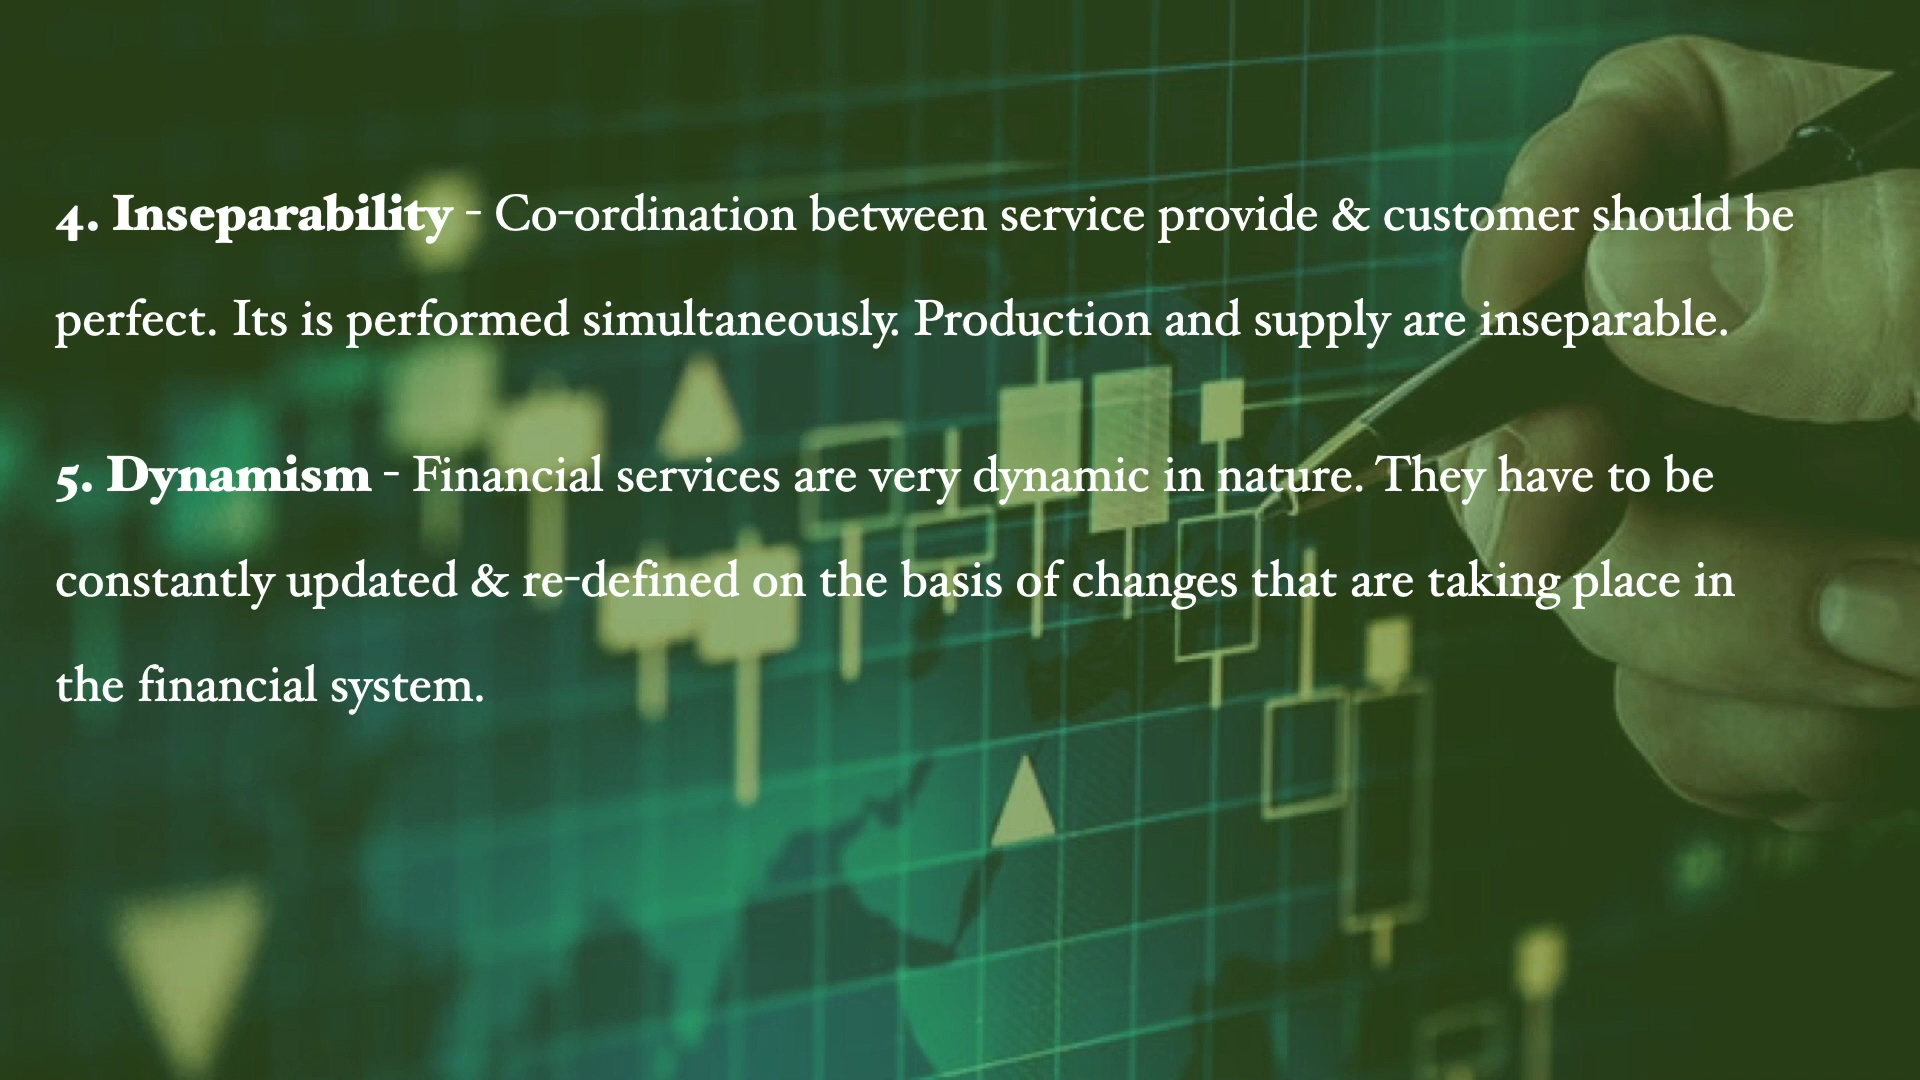 4. Inseparability - Co-ordination between service provide & customer should be
perfect. Its is performed simultaneously. Production and supply are inseparable.
5. Dynamism - Financial services are very dynamic in nature. They have to be
constantly updated & re-defined on the basis of changes that are taking place in
the financial system.